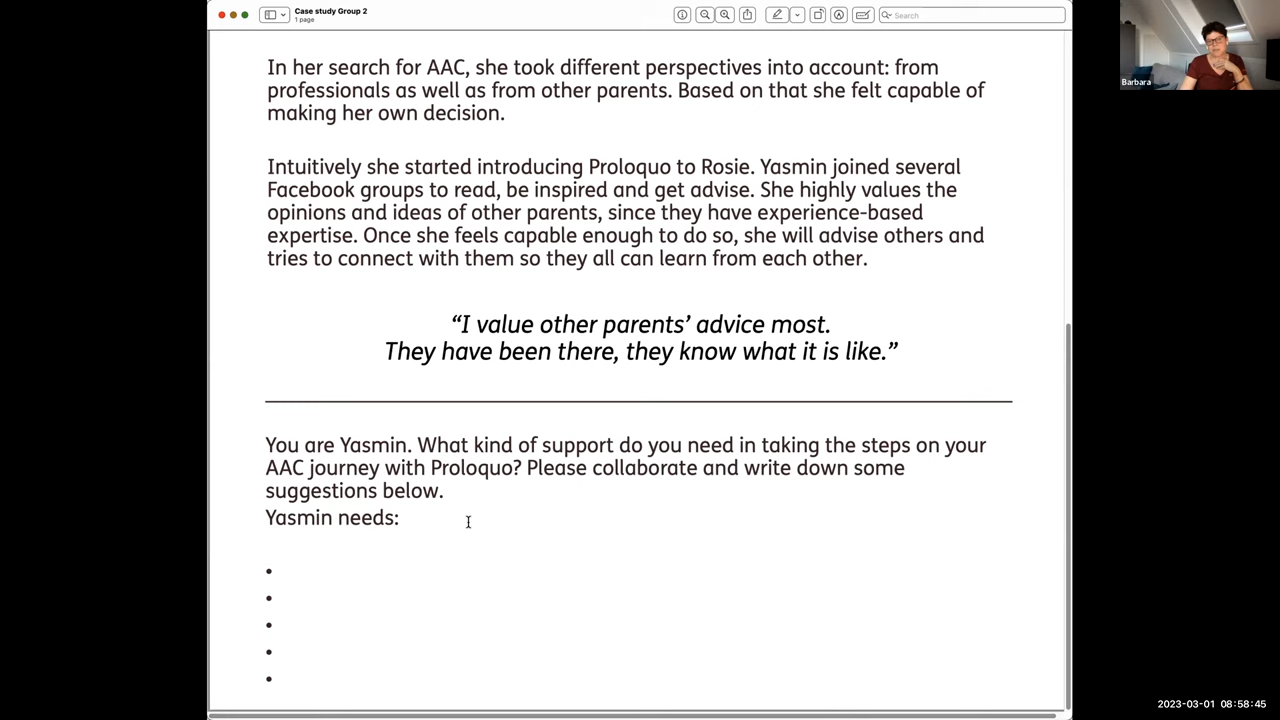 Case study Group 2
1 page
Search
In her search for AAC, she took different perspectives into account: from
professionals as well as from other parents. Based on that she felt capable of
making her own decision.
Intuitively she started introducing Proloquo to Rosie. Yasmin joined several
Facebook groups to read, be inspired and get advise. She highly values the
opinions and ideas of other parents, since they have experience-based
expertise. Once she feels capable enough to do so, she will advise others and
tries to connect with them so they all can learn from each other.
“I value other parents’ advice most.
They have been there, they know what it is like.”
You are Yasmin. What kind of support do you need in taking the steps on your
AAC journey with Proloquo? Please collaborate and write down some
suggestions below.
Yasmin needs:
•
•
•
•
•
Barbara
2023-03-01 08:58:45